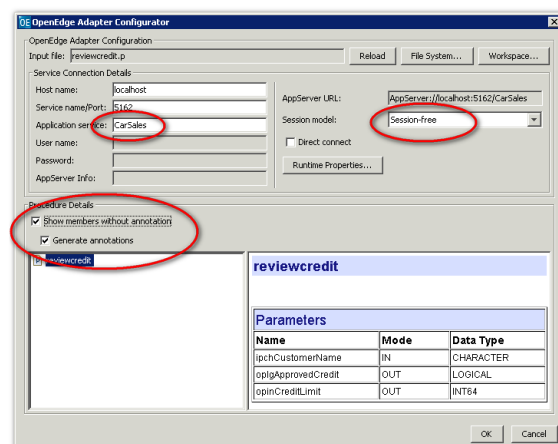 OE OpenEdge Adapter Configurator
OpenEdge Adapter Configuration
Input file: reviewcredit.p Reload File System... Workspace...
Service Connection Details
Host name: localhost
AppServer URL: AppServer://localhost:5162/CarSales
Service name/Port: 5162
Session model: Session-free
Application service: CarSales
User name:
Direct connect
Password:
Runtime Properties...
AppServer Info:
Procedure Details
Show members without annotation
Generate annotations
reviewcredit
reviewcredit
Parameters
Name Mode Data Type
ipchCustomerName IN CHARACTER
oplgApprovedCredit OUT LOGICAL
opinCreditLimit OUT INT64
OK Cancel